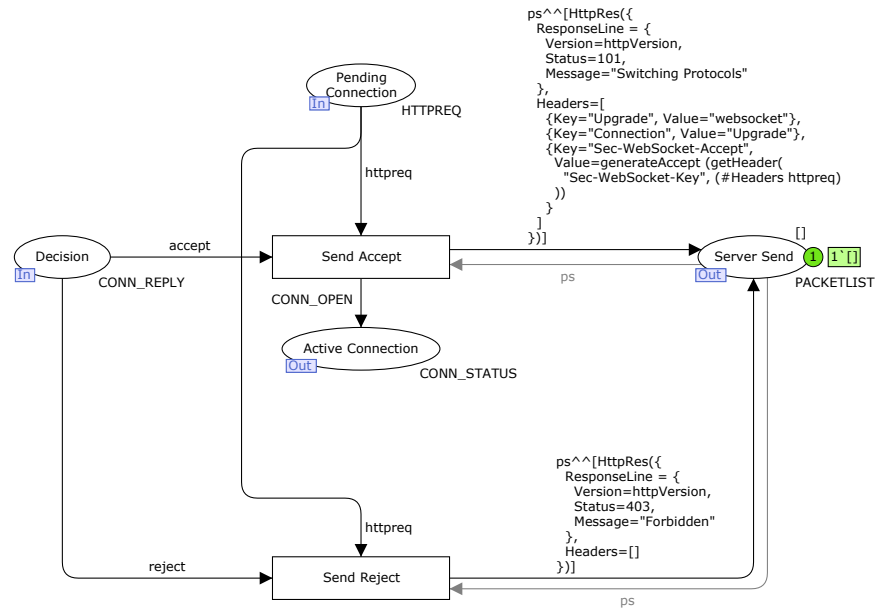 ps^^[HttpRes({
ResponseLine = {
Version=httpVersion,
Status=101,
Message="Switching Protocols"
},
Headers=[
{Key="Upgrade", Value="websocket"},
{Key="Connection", Value="Upgrade"},
{Key="Sec-WebSocket-Accept",
Value=generateAccept (getHeader(
"Sec-WebSocket-Key", (#Headers httpreq)
))
}
]
})]
Pending
Connection
In
HTTPREQ
httpreq
Decision
In
CONN_REPLY
accept
Send Accept
ps
[]
Server Send
Out
1
1`[]
PACKETLIST
CONN_OPEN
Active Connection
Out
CONN_STATUS
ps^^[HttpRes({
ResponseLine = {
Version=httpVersion,
Status=403,
Message="Forbidden"
},
Headers=[]
})]
httpreq
reject
Send Reject
ps